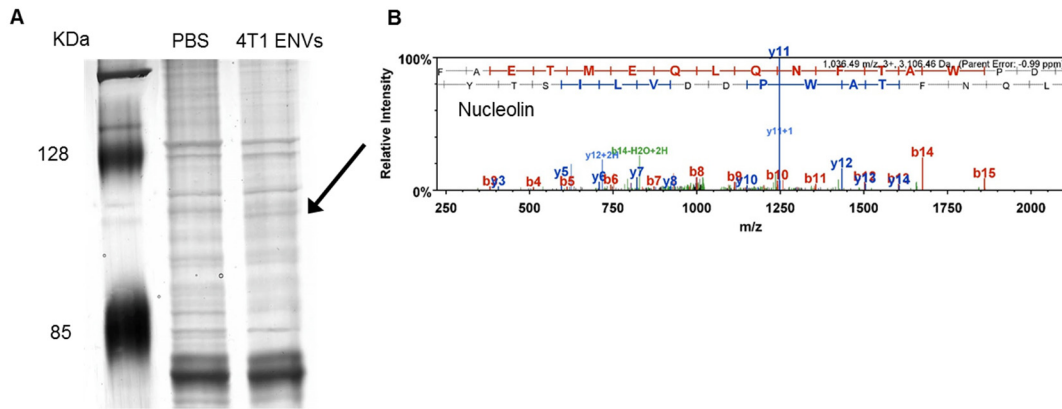 A
KDa
PBS
4T1 ENVs
128
85
B
y11
100%
F A E T M E Q L Q N F T A W P D
1,036.49 m/z, 3+, 3,106.46 Da, (Parent Error: -0.99 ppm
Y T S I L V D D P W A T F N Q L
Nucleolin
Relative Intensity
y11+1
y12+2H
b14-H2O+2H
y5
y7
y12
b14
b8
b10
b15
y3
b4
b5
y6
b6
b7
y8
b9
y10
b11
y13
y14
0%
250
500
750
1000
1250
1500
1750
2000
m/z